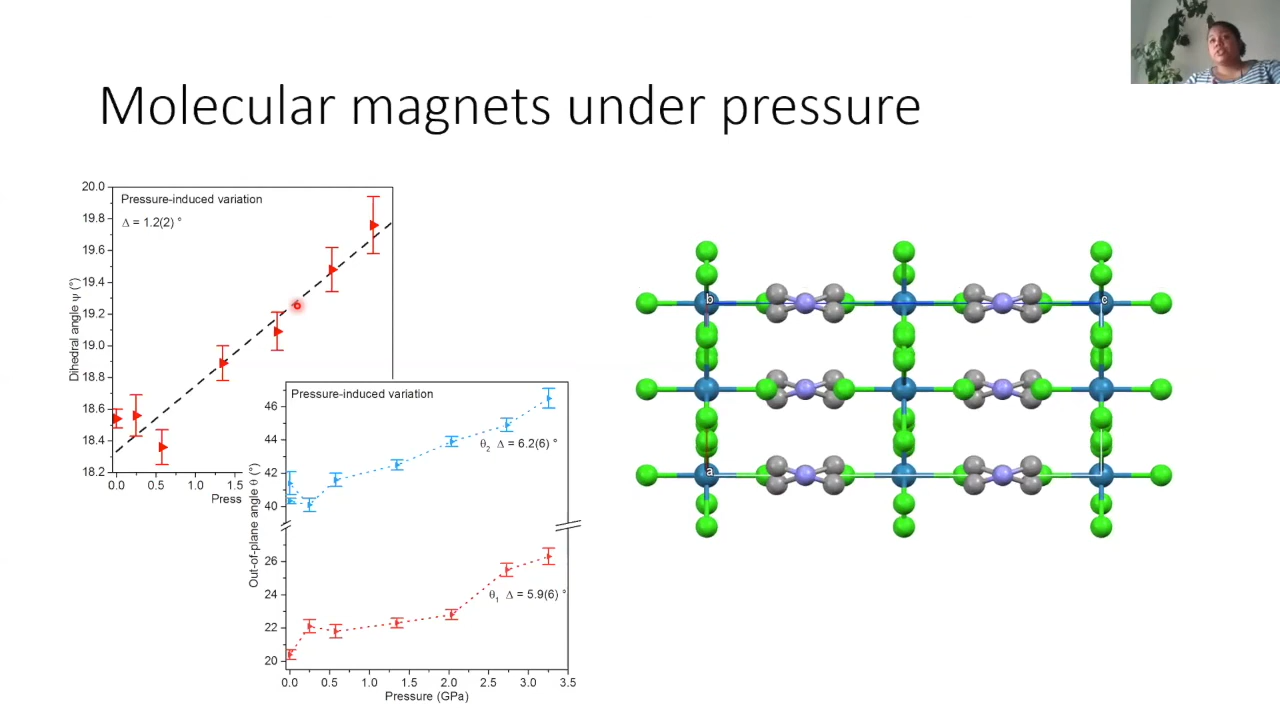 Molecular magnets under pressure
20.0
19.8
19.6
19.4
19.2
19.0
18.8
18.6
18.4
18.2
Dihedral angle ψ (°)
Pressure-induced variation
Δ = 1.2(2) °
0.0 0.5 1.0 1.5
Press
Pressure-induced variation
46
44
42
40
26
24
22
20
Out-of-plane angle θ (°)
θ2 Δ = 6.2(6) °
θ1 Δ = 5.9(6) °
0.0 0.5 1.0 1.5 2.0 2.5 3.0 3.5
Pressure (GPa)
b
c
a